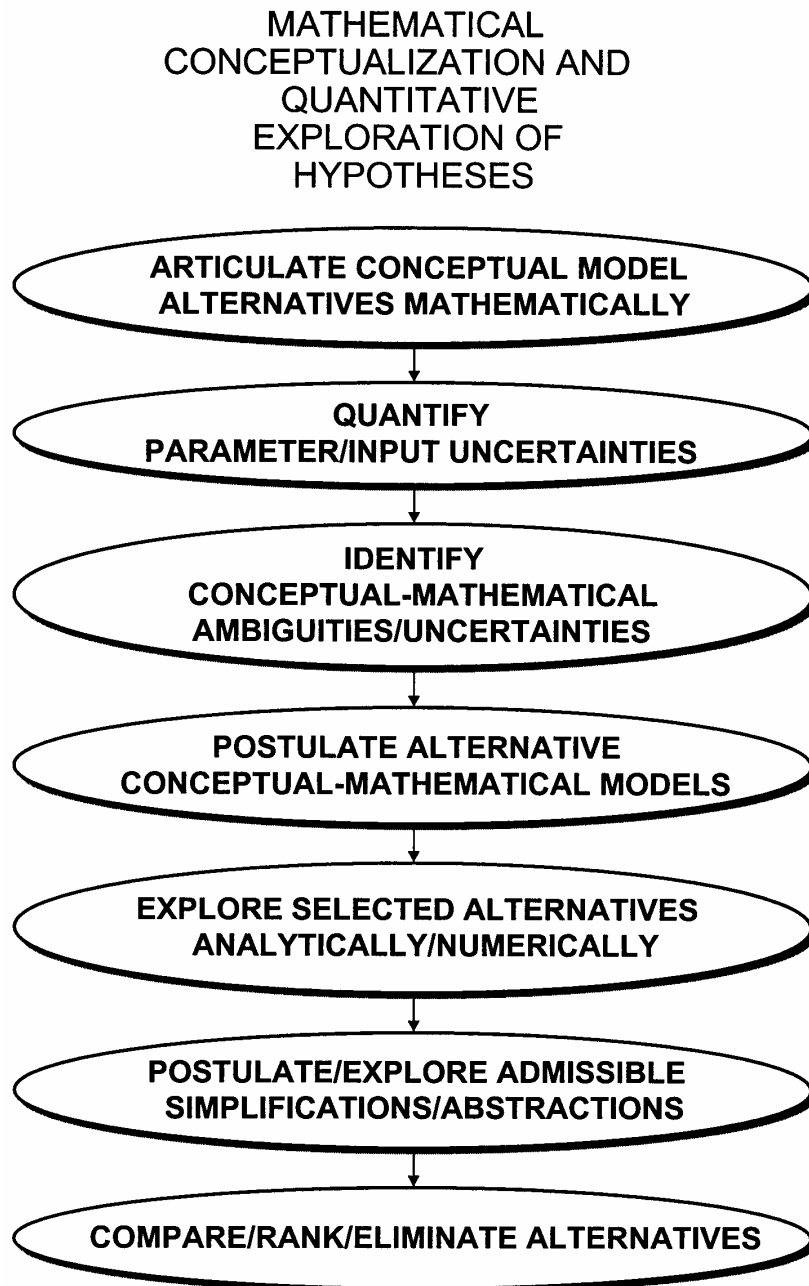 MATHEMATICAL
CONCEPTUALIZATION AND
QUANTITATIVE
EXPLORATION OF
HYPOTHESES
ARTICULATE CONCEPTUAL MODEL
ALTERNATIVES MATHEMATICALLY
QUANTIFY
PARAMETER/INPUT UNCERTAINTIES
IDENTIFY
CONCEPTUAL-MATHEMATICAL
AMBIGUITIES/UNCERTAINTIES
POSTULATE ALTERNATIVE
CONCEPTUAL-MATHEMATICAL MODELS
EXPLORE SELECTED ALTERNATIVES
ANALYTICALLY/NUMERICALLY
POSTULATE/EXPLORE ADMISSIBLE
SIMPLIFICATIONS/ABSTRACTIONS
COMPARE/RANK/ELIMINATE ALTERNATIVES